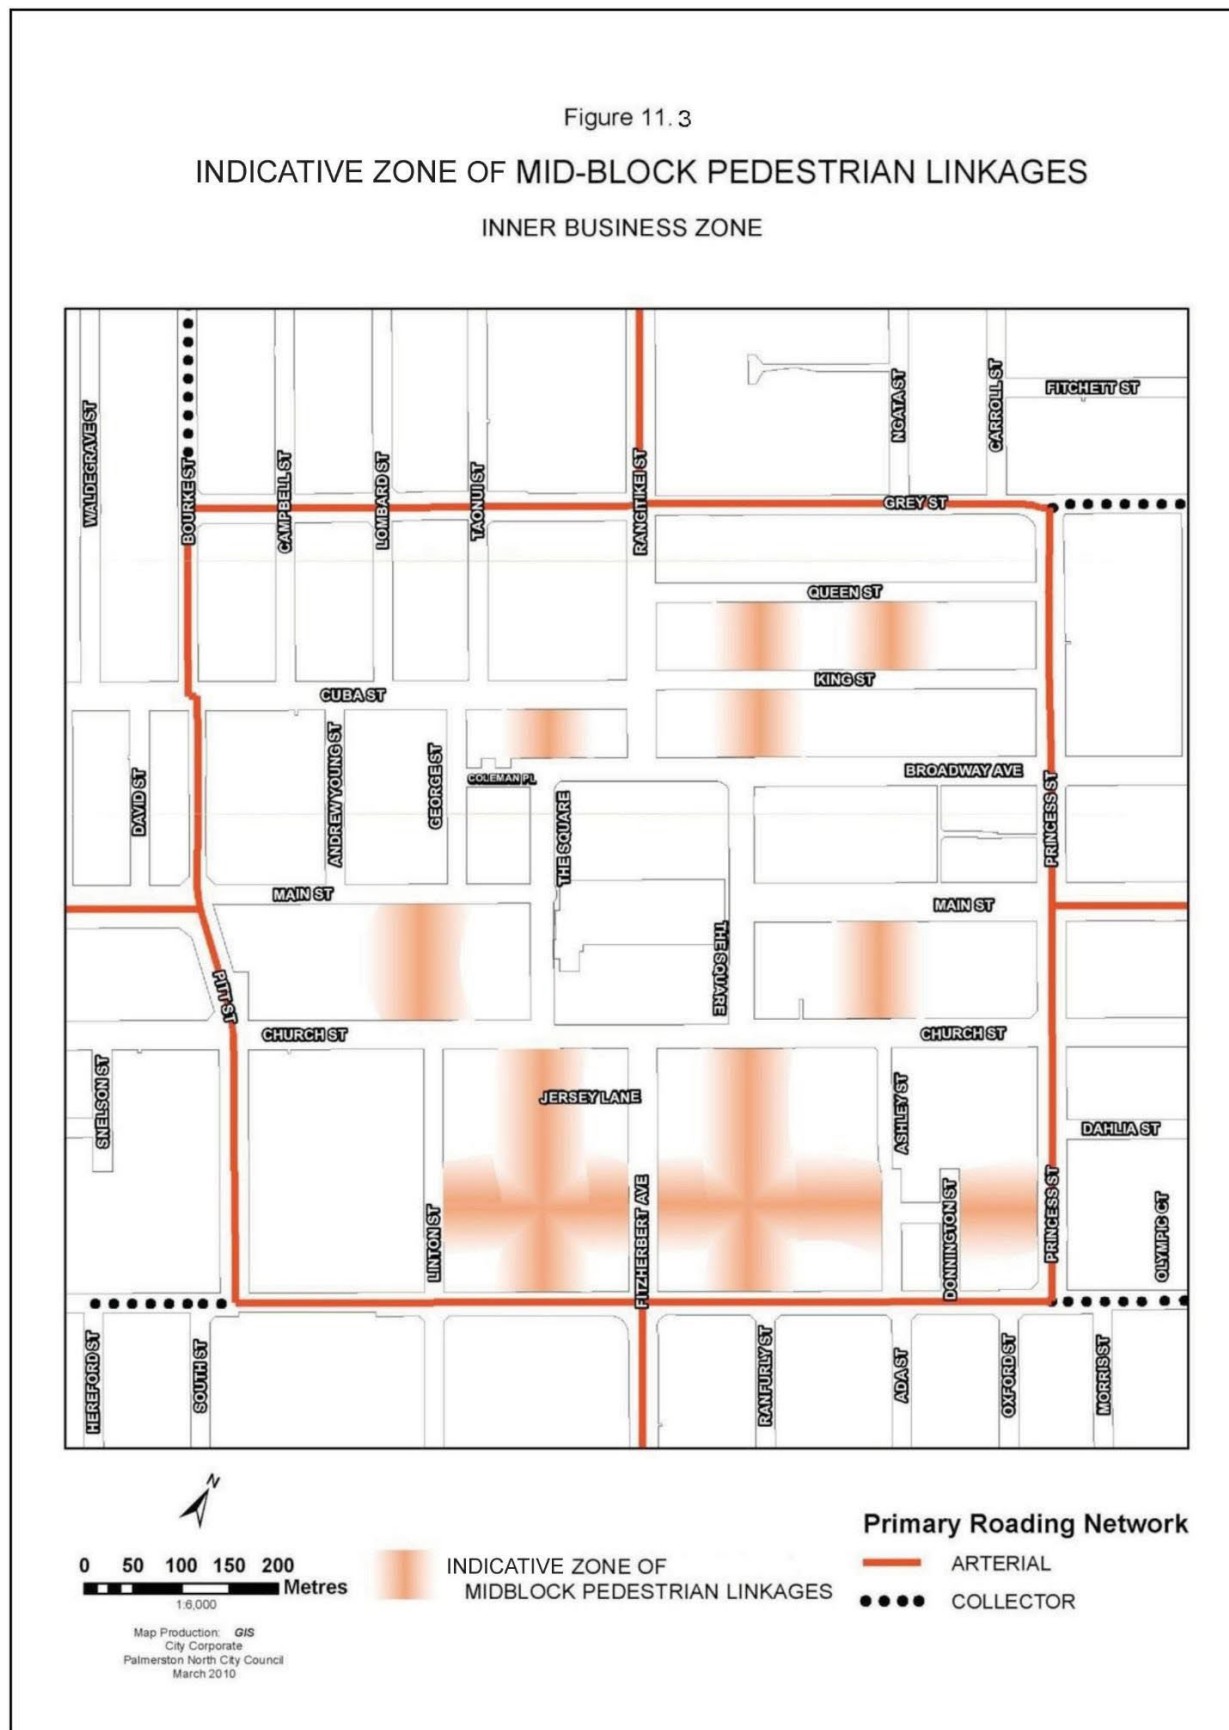 Figure 11.3
INDICATIVE ZONE OF MID-BLOCK PEDESTRIAN LINKAGES
INNER BUSINESS ZONE
WALDEGRAVE ST
BOURKE ST
CAMPBELL ST
LOMBARD ST
TAONUI ST
RANGITIKEI ST
NGATA ST
CARROLL ST
FITCHETT ST
GREY ST
QUEEN ST
KING ST
CUBA ST
DAVID ST
ANDREW YOUNG ST
GEORGE ST
COLEMAN PL
THE SQUARE
BROADWAY AVE
PRINCESS ST
MAIN ST
MAIN ST
THE SQUARE
PITT ST
CHURCH ST
CHURCH ST
SNELSON ST
JERSEY LANE
ASHLEY ST
DAHLIA ST
LINTON ST
FITZHERBERT AVE
DONNINGTON ST
PRINCESS ST
OLYMPIC CT
HEREFORD ST
SOUTH ST
RANFURLY ST
ADA ST
OXFORD ST
MORRIS ST
N
0 50 100 150 200
Metres
1:6,000
Map Production: GIS
City Corporate
Palmerston North City Council
March 2010
INDICATIVE ZONE OF
MIDBLOCK PEDESTRIAN LINKAGES
Primary Roading Network
ARTERIAL
COLLECTOR